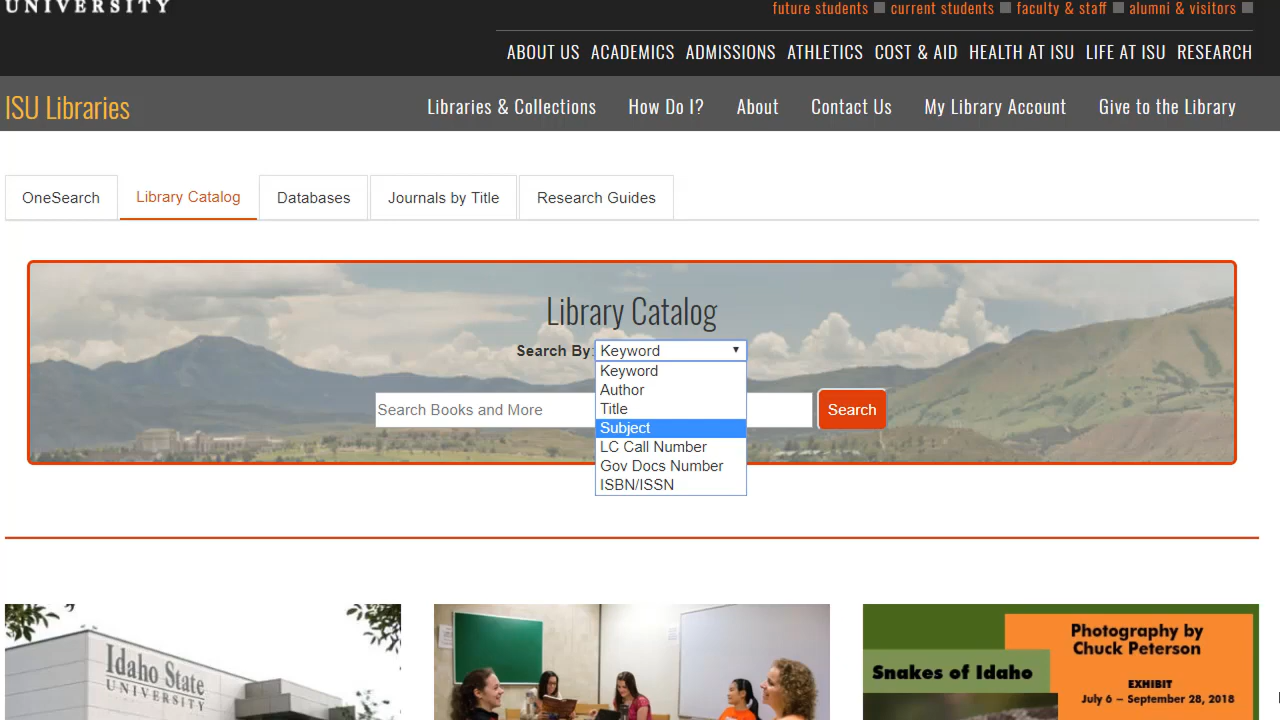 UNIVERSITY
future students current students faculty & staff alumni & visitors
ABOUT US ACADEMICS ADMISSIONS ATHLETICS COST & AID HEALTH AT ISU LIFE AT ISU RESEARCH
ISU Libraries Libraries & Collections How Do I? About Contact Us My Library Account Give to the Library
OneSearch Library Catalog Databases Journals by Title Research Guides
Library Catalog
Search By: Keyword
Keyword
Author
Title
Search Books and More Search
Subject
LC Call Number
Gov Docs Number
ISBN/ISSN
Idaho State
UNIVERSITY
Photography by
Chuck Peterson
Snakes of Idaho
EXHIBIT
July 6 – September 28, 2018